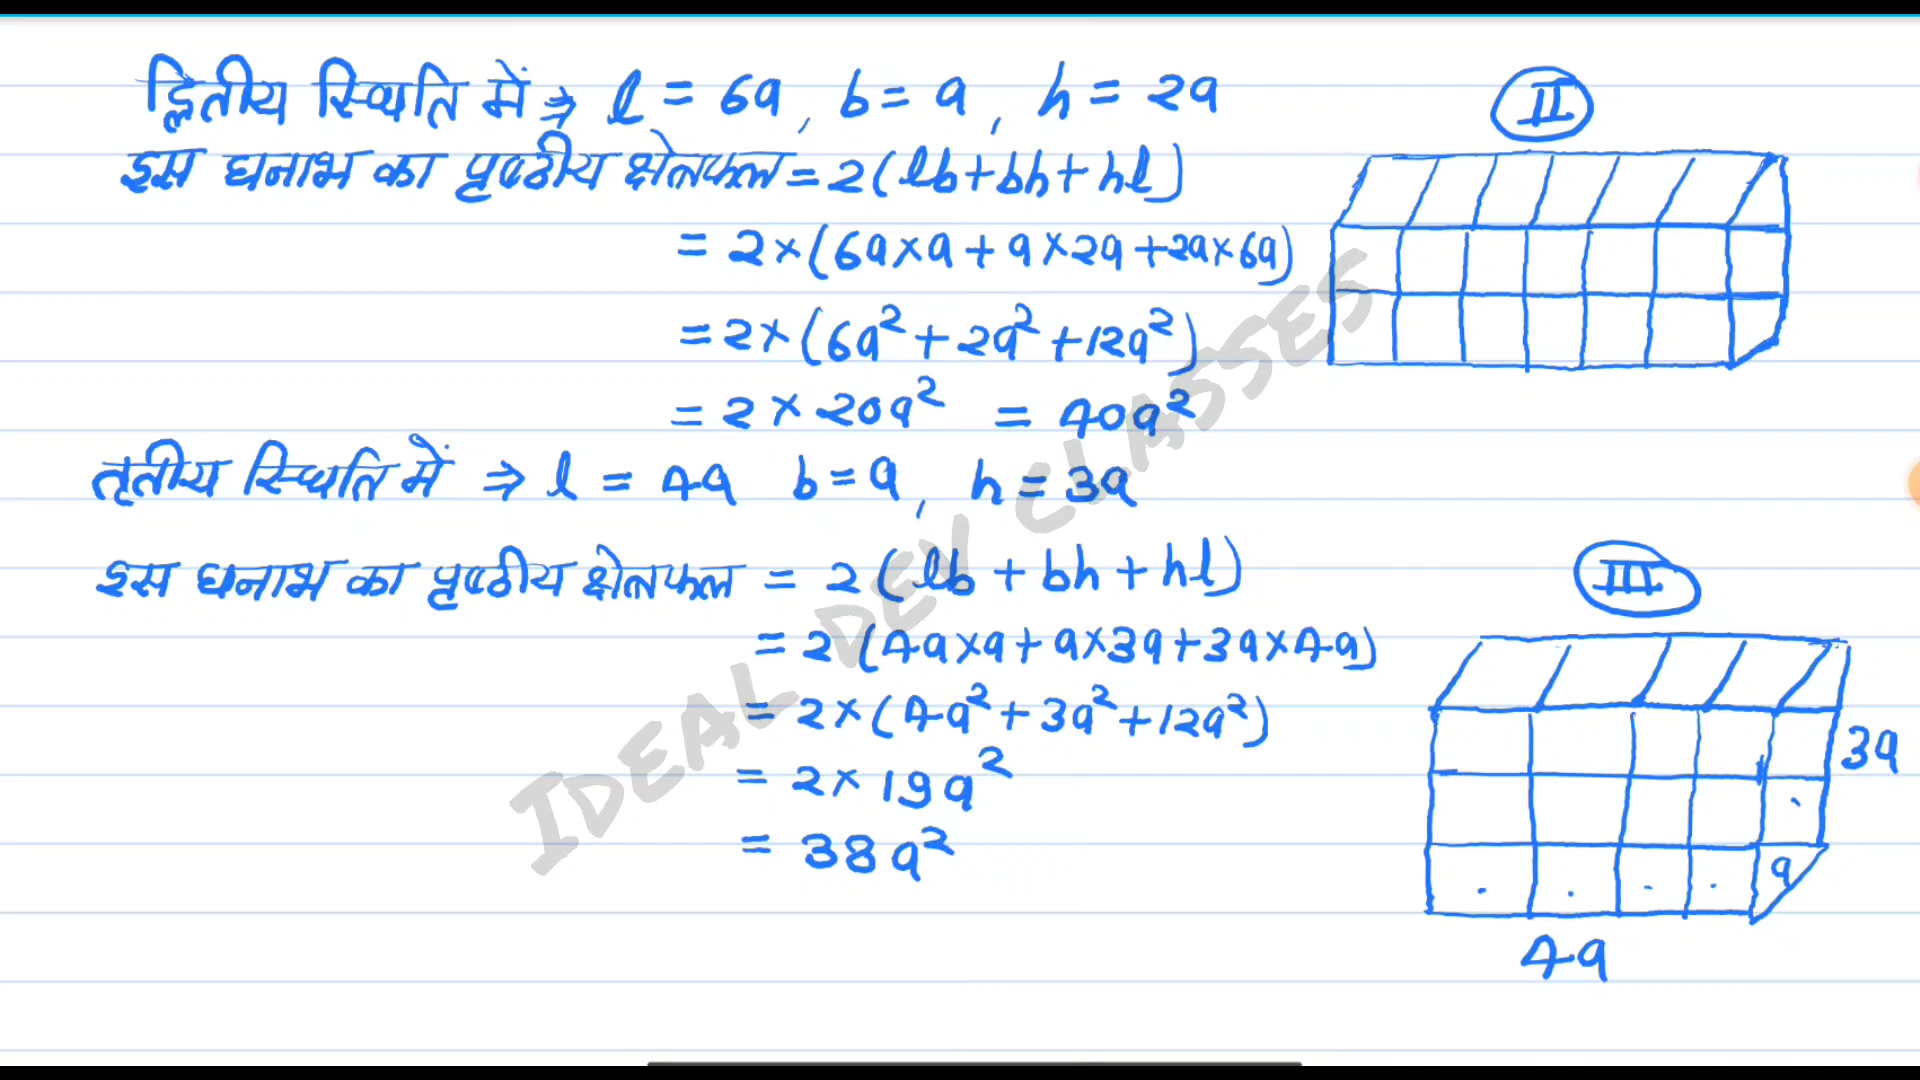 द्वितीय स्थिति में ⇒ l = 6a, b = a, h = 2a
II
इस घनाभ का पृष्ठीय क्षेत्रफल = 2(lb+bh+hl)
= 2×(6a×a + a×2a + 2a×6a)
= 2×(6a² + 2a² + 12a²)
= 2 × 20a² = 40a²
तृतीय स्थिति में ⇒ l = 4a b = a, h = 3a
इस घनाभ का पृष्ठीय क्षेत्रफल = 2(lb + bh + hl)
III
= 2(4a×a + a×3a + 3a×4a)
= 2×(4a² + 3a² + 12a²)
3a
= 2× 19a²
= 38a²
a
4a
IDEAL DEV CLASSES